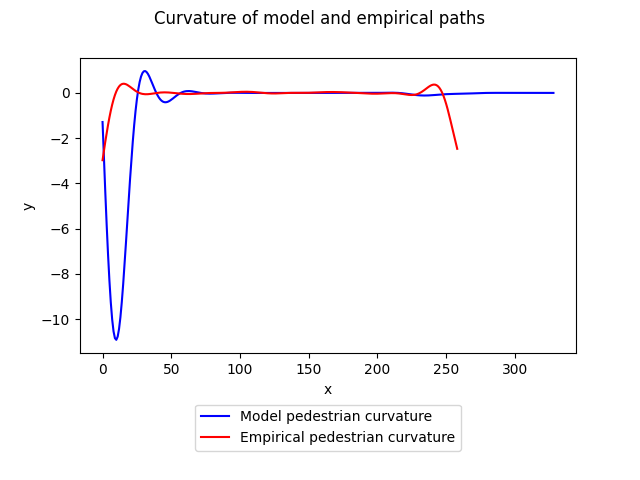 Curvature of model and empirical paths
y
0
−2
−4
−6
−8
−10
0 50 100 150 200 250 300
x
Model pedestrian curvature
Empirical pedestrian curvature